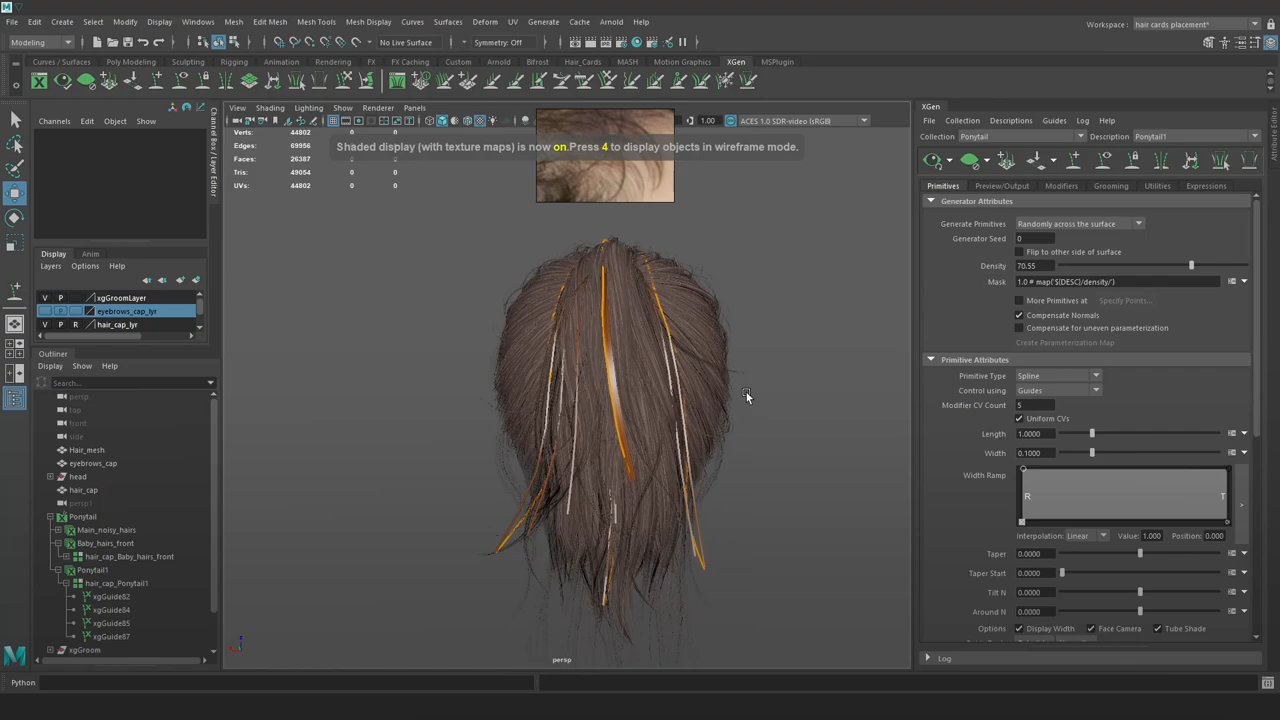 File Edit Create Select Modify Display Windows Mesh Edit Mesh Mesh Tools Mesh Display Curves Surfaces Deform UV Generate Cache Arnold Help
Workspace : hair cards placement*
Modeling No Live Surface Symmetry: Off
Curves / Surfaces Poly Modeling Sculpting Rigging Animation Rendering FX FX Caching Custom Arnold Bifrost Hair_Cards MASH Motion Graphics XGen MSPlugin
Channels Edit Object Show
Channel Box / Layer Editor
Display Anim
Layers Options Help
V P xgGroomLayer
P eyebrows_cap_lyr
V P R hair_cap_lyr
Outliner
Display Show Help
Search...
persp
top
front
side
Hair_mesh
eyebrows_cap
head
hair_cap
persp1
Ponytail
Main_noisy_hairs
Baby_hairs_front
hair_cap_Baby_hairs_front
Ponytail1
hair_cap_Ponytail1
xgGuide82
xgGuide84
xgGuide85
xgGuide87
xgGroom
View Shading Lighting Show Renderer Panels
1.00 ACES 1.0 SDR-video (sRGB)
Verts: 44802 0 0
Edges: 69956 0 0
Faces: 26387 0 0
Tris: 49054 0 0
UVs: 44802 0 0
Shaded display (with texture maps) is now on.Press 4 to display objects in wireframe mode.
persp
XGen
File Collection Descriptions Guides Log Help
Collection Ponytail Description Ponytail1
Primitives Preview/Output Modifiers Grooming Utilities Expressions
Generator Attributes
Generate Primitives Randomly across the surface
Generator Seed 0
Flip to other side of surface
Density 70.55
Mask 1.0 # map('${DESC}/density/')
More Primitives at Specify Points...
Compensate Normals
Compensate for uneven parameterization
Create Parameterization Map
Primitive Attributes
Primitive Type Spline
Control using Guides
Modifier CV Count 5
Uniform CVs
Length 1.0000
Width 0.1000
Width Ramp R T >
Interpolation: Linear Value: 1.000 Position: 0.000
Taper 0.0000
Taper Start 0.0000
Tilt N 0.0000
Around N 0.0000
Options Display Width Face Camera Tube Shade
Log
Attribute Editor
Python